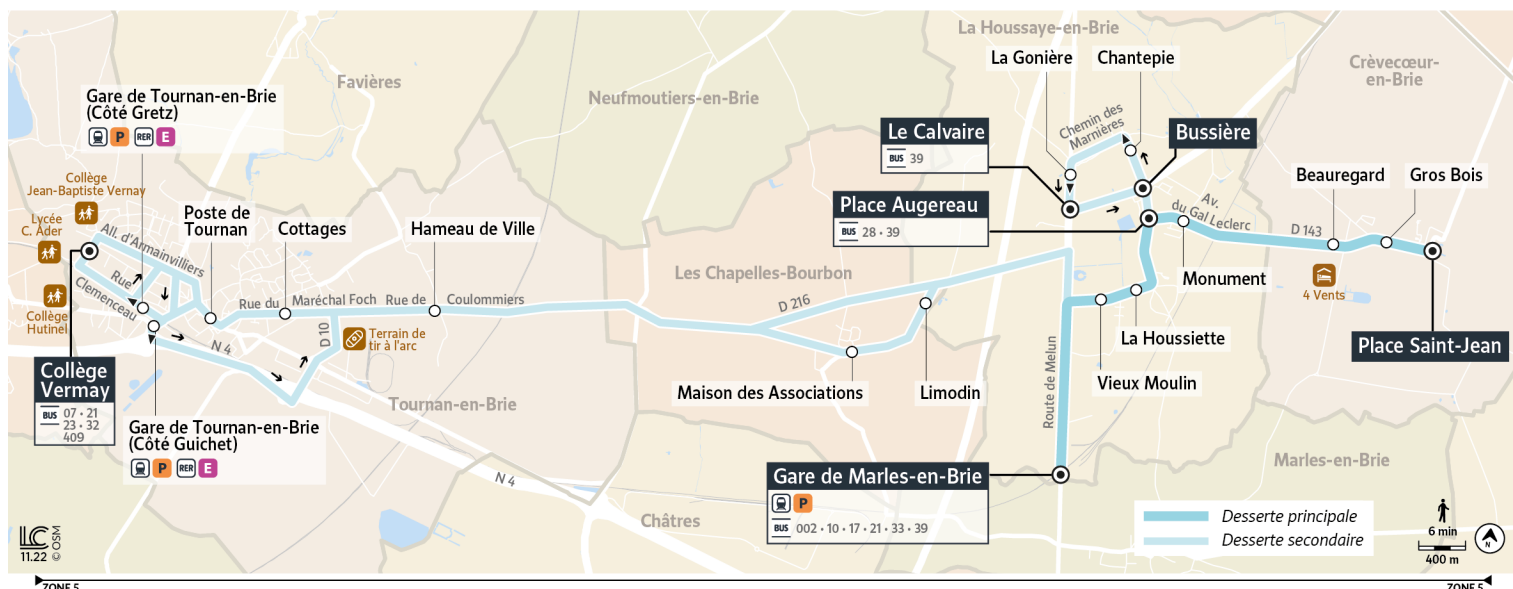 La Houssaye-en-Brie
La Gonière
Chantepie
Crèvecœur-
en-Brie
Favières
Neufmoutiers-en-Brie
Gare de Tournan-en-Brie
(Côté Gretz)
P RER E
Chemin des
Marnières
Le Calvaire
BUS 39
Bussière
Collège
Jean-Baptiste Vernay
Lycée
C. Ader
Collège
Hutinel
All. d'Armainvilliers
Rue
Clemenceau
Poste de
Tournan
Cottages
Hameau de Ville
Place Augereau
BUS 28 • 39
Beauregard
Gros Bois
Av.
du Gal Leclerc
D 143
Monument
4 Vents
Les Chapelles-Bourbon
D 216
Rue du Maréchal Foch
Rue de Coulommiers
D 10
Terrain de
tir à l'arc
N 4
La Houssiette
Vieux Moulin
Place Saint-Jean
Collège
Vermay
BUS 07 • 21
23 • 32
409
Maison des Associations
Limodin
Route de Melun
Tournan-en-Brie
Gare de Tournan-en-Brie
(Côté Guichet)
P RER E
N 4
Gare de Marles-en-Brie
P
BUS 002 • 10 • 17 • 21 • 33 • 39
Marles-en-Brie
Châtres
Desserte principale
Desserte secondaire
6 min
400 m
N
LC
11.22
© OSM
ZONE 5
ZONE 5